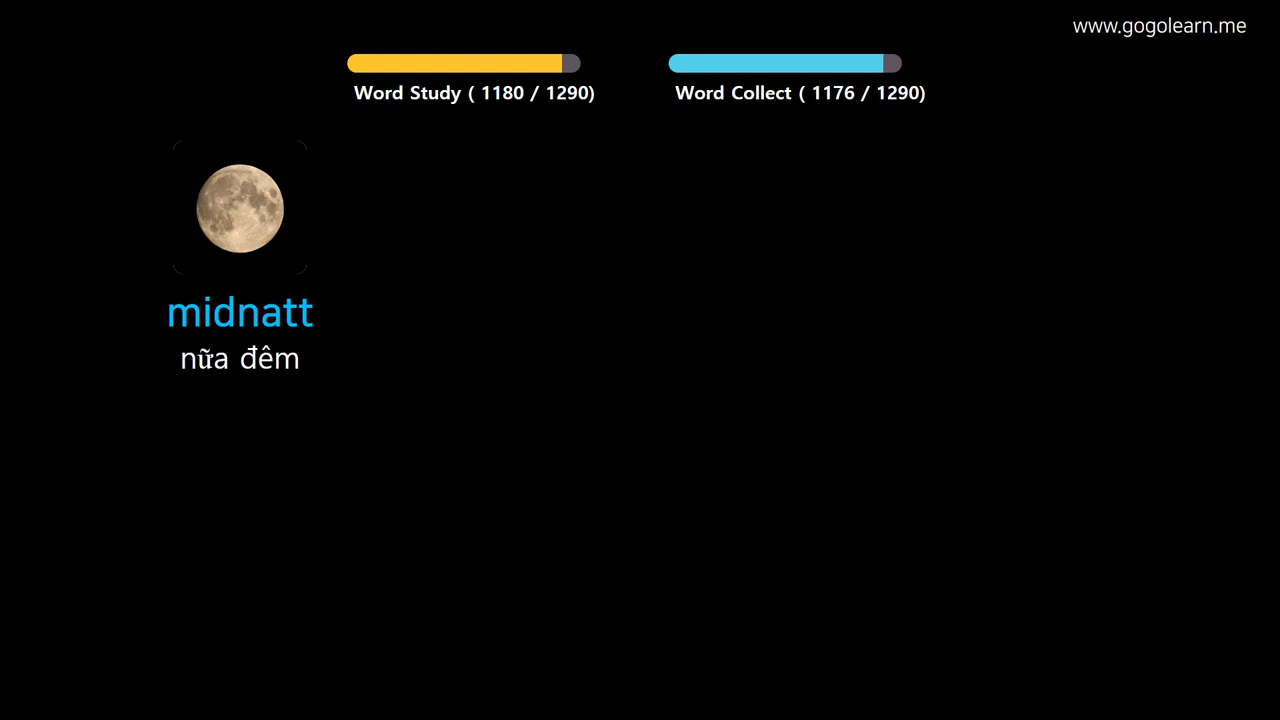 www.gogolearn.me
Word Study ( 1180 / 1290)
Word Collect ( 1176 / 1290)
midnatt
nữa đêm